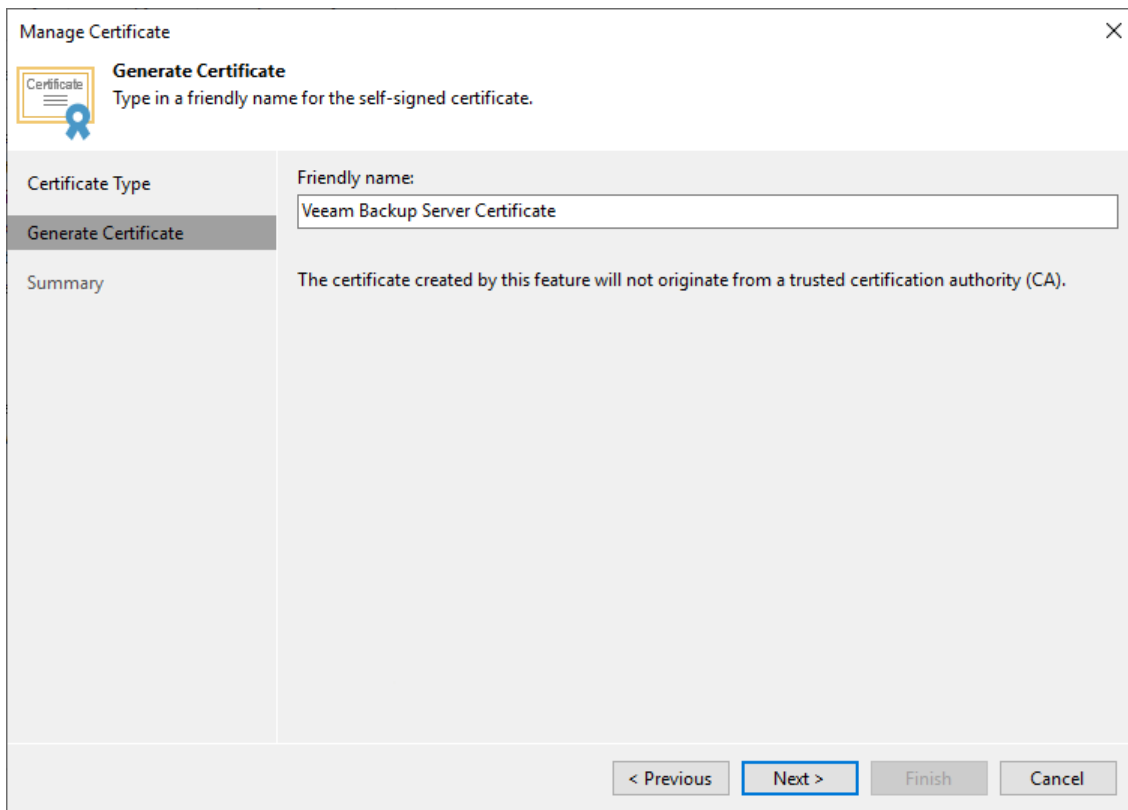 Manage Certificate
Certificate
Generate Certificate
Type in a friendly name for the self-signed certificate.
Certificate Type
Generate Certificate
Summary
Friendly name:
Veeam Backup Server Certificate
The certificate created by this feature will not originate from a trusted certification authority (CA).
< Previous
Next >
Finish
Cancel